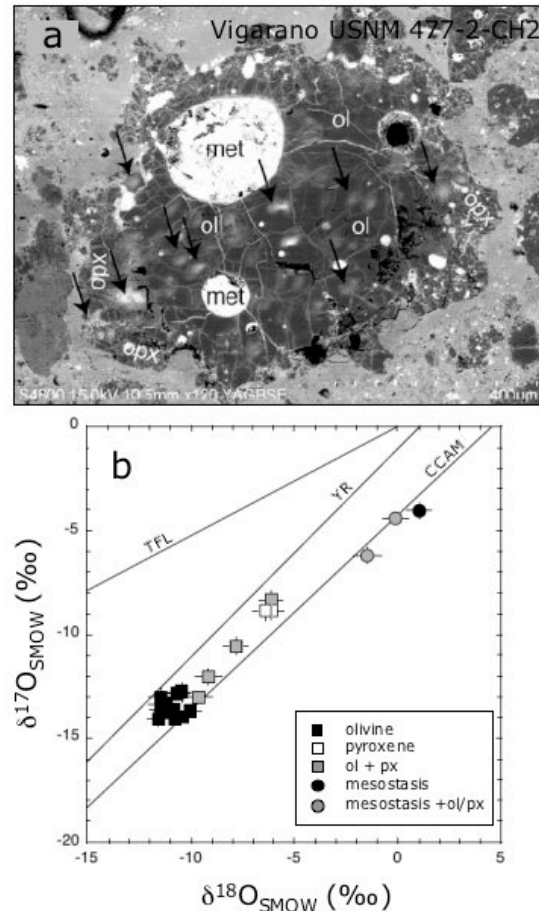 a
Vigarano USNM 477-2-CH2
ol
met
ol
ol
opx
opx
met
opx
S4800 15.0kV 10.5mm x120 YAGBSE
400um
b
0
-5
-10
-15
-20
TFL
YR
CCAM
olivine
pyroxene
ol + px
mesostasis
mesostasis +ol/px
-15
-10
-5
0
5
δ17OSMOW (‰)
δ18OSMOW (‰)